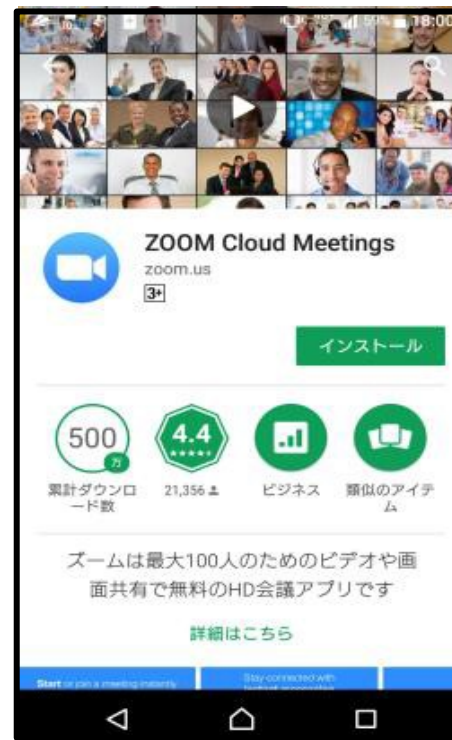 59% 18:00
ZOOM Cloud Meetings
zoom.us
3+
インストール
500
万
4.4
累計ダウンロ
ード数
21,356
ビジネス
類似のアイテ
ム
ズームは最大100人のためのビデオや画
面共有で無料のHD会議アプリです
詳細はこちら
Start or join a meeting instantly
Stay connected with